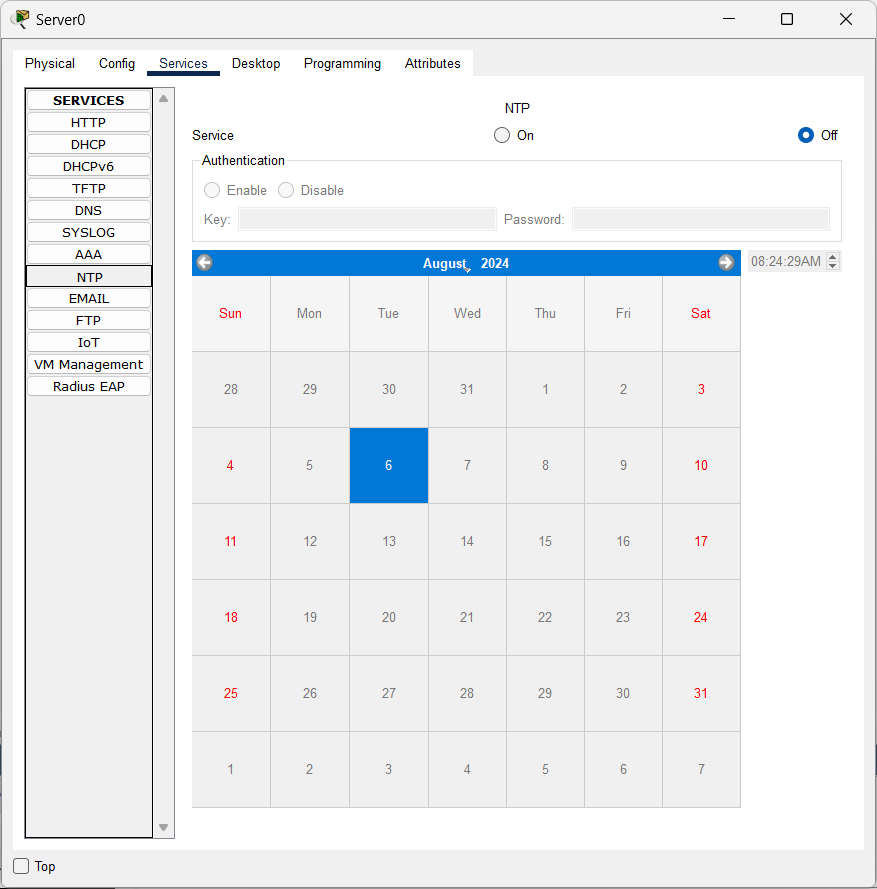 Server0
Physical Config Services Desktop Programming Attributes
SERVICES
HTTP
DHCP
DHCPv6
TFTP
DNS
SYSLOG
AAA
NTP
EMAIL
FTP
IoT
VM Management
Radius EAP
NTP
Service On Off
Authentication
Enable Disable
Key: Password:
August, 2024 08:24:29AM
Sun Mon Tue Wed Thu Fri Sat
28 29 30 31 1 2 3
4 5 6 7 8 9 10
11 12 13 14 15 16 17
18 19 20 21 22 23 24
25 26 27 28 29 30 31
1 2 3 4 5 6 7
Top